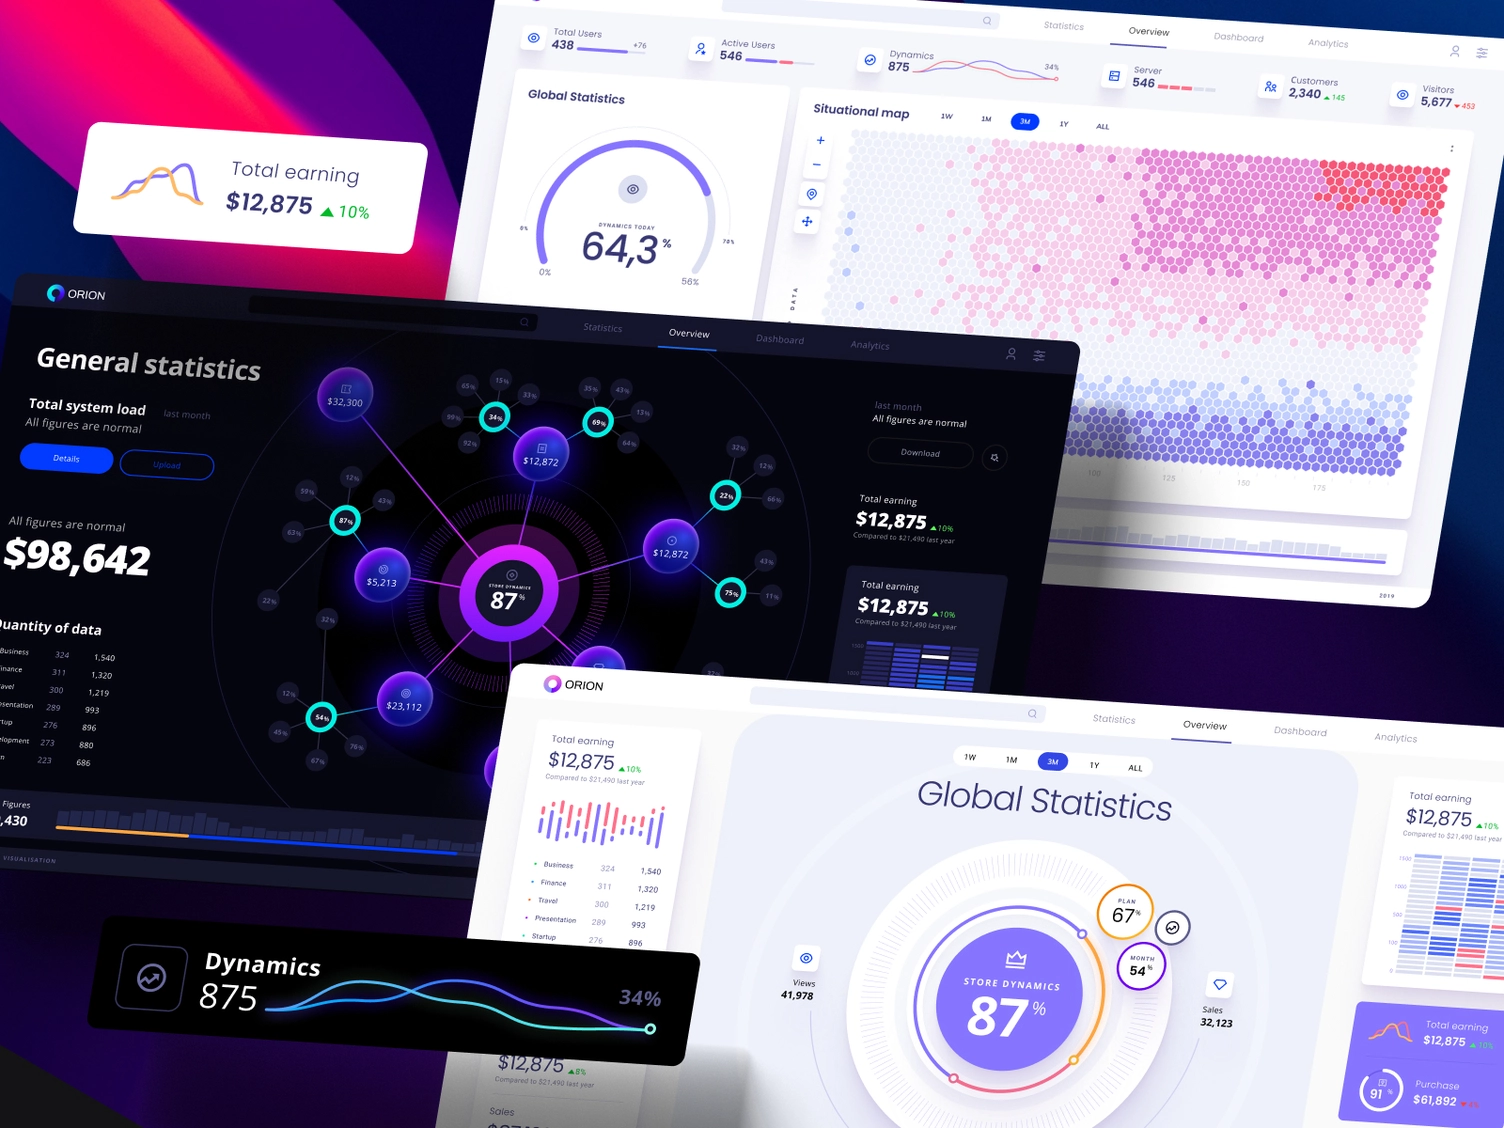 Statistics
Overview
Dashboard
Analytics
Total Users
438
+76
Active Users
546
Dynamics
875
34%
Server
546
Customers
2,340 ▲ 145
Visitors
5,677 ▼ 453
Global Statistics
DYNAMICS TODAY
64,3 %
0%
56%
Situational map
1W 1M 3M 1Y ALL
DATA
100 125 150 175
2019
Total earning
$12,875 ▲ 10%
ORION
Statistics
Overview
Dashboard
Analytics
General statistics
Total system load
last month
All figures are normal
Details
Upload
All figures are normal
$98,642
Quantity of data
Business 324 1,540
311 1,320
300 1,219
289 993
276 896
273 880
223 686
Figures
,430
VISUALISATION
$32,300
65% 15% 33%
99% 34%
92%
35% 43% 13%
69%
64%
$12,872
32%
12%
22%
66%
12%
59%
43%
87%
63%
$5,213
$12,872
STORE DYNAMICS
87%
43%
75%
11%
22%
32%
12%
$23,112
54%
45%
76%
67%
last month
All figures are normal
Download
Total earning
$12,875 ▲ 10%
Compared to $21,490 last year
Total earning
$12,875 ▲ 10%
Compared to $21,490 last year
1500
ORION
Statistics
Overview
Dashboard
Analytics
Total earning
$12,875 ▲ 10%
Compared to $21,490 last year
Business 324 1,540
Finance 311 1,320
Travel 300 1,219
Presentation 289 993
Startup 276 896
1W 1M 3M 1Y ALL
Global Statistics
PLAN
67%
MONTH
54%
STORE DYNAMICS
87%
Views
41,978
Sales
32,123
Total earning
$12,875 ▲ 10%
Compared to $21,490 last year
1500
1000
500
100
0
Total earning
$12,875 ▲ 10%
91 %
Purchase
$61,892
Dynamics
875
34%
$12,875 ▲ 8%
Compared to $21,490 last year
Sales